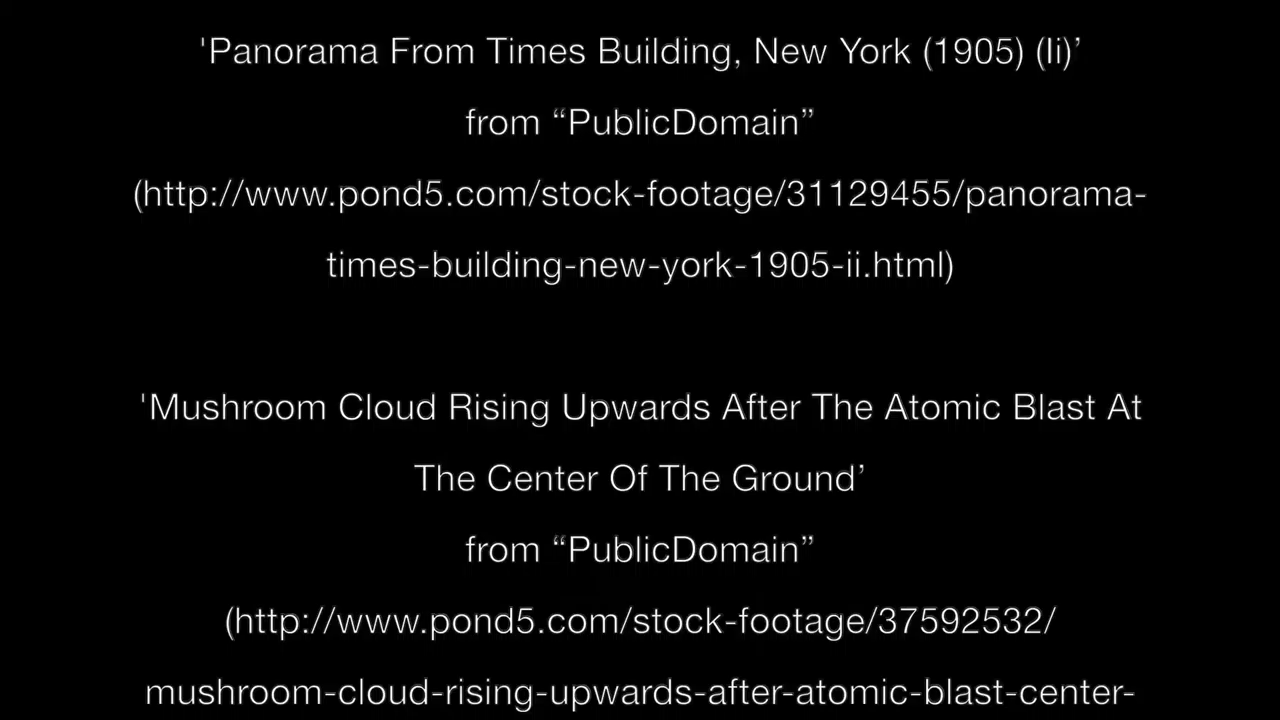 'Panorama From Times Building, New York (1905) (Ii)’
from “PublicDomain”
(http://www.pond5.com/stock-footage/31129455/panorama-
times-building-new-york-1905-ii.html)
'Mushroom Cloud Rising Upwards After The Atomic Blast At
The Center Of The Ground’
from “PublicDomain”
(http://www.pond5.com/stock-footage/37592532/
mushroom-cloud-rising-upwards-after-atomic-blast-center-